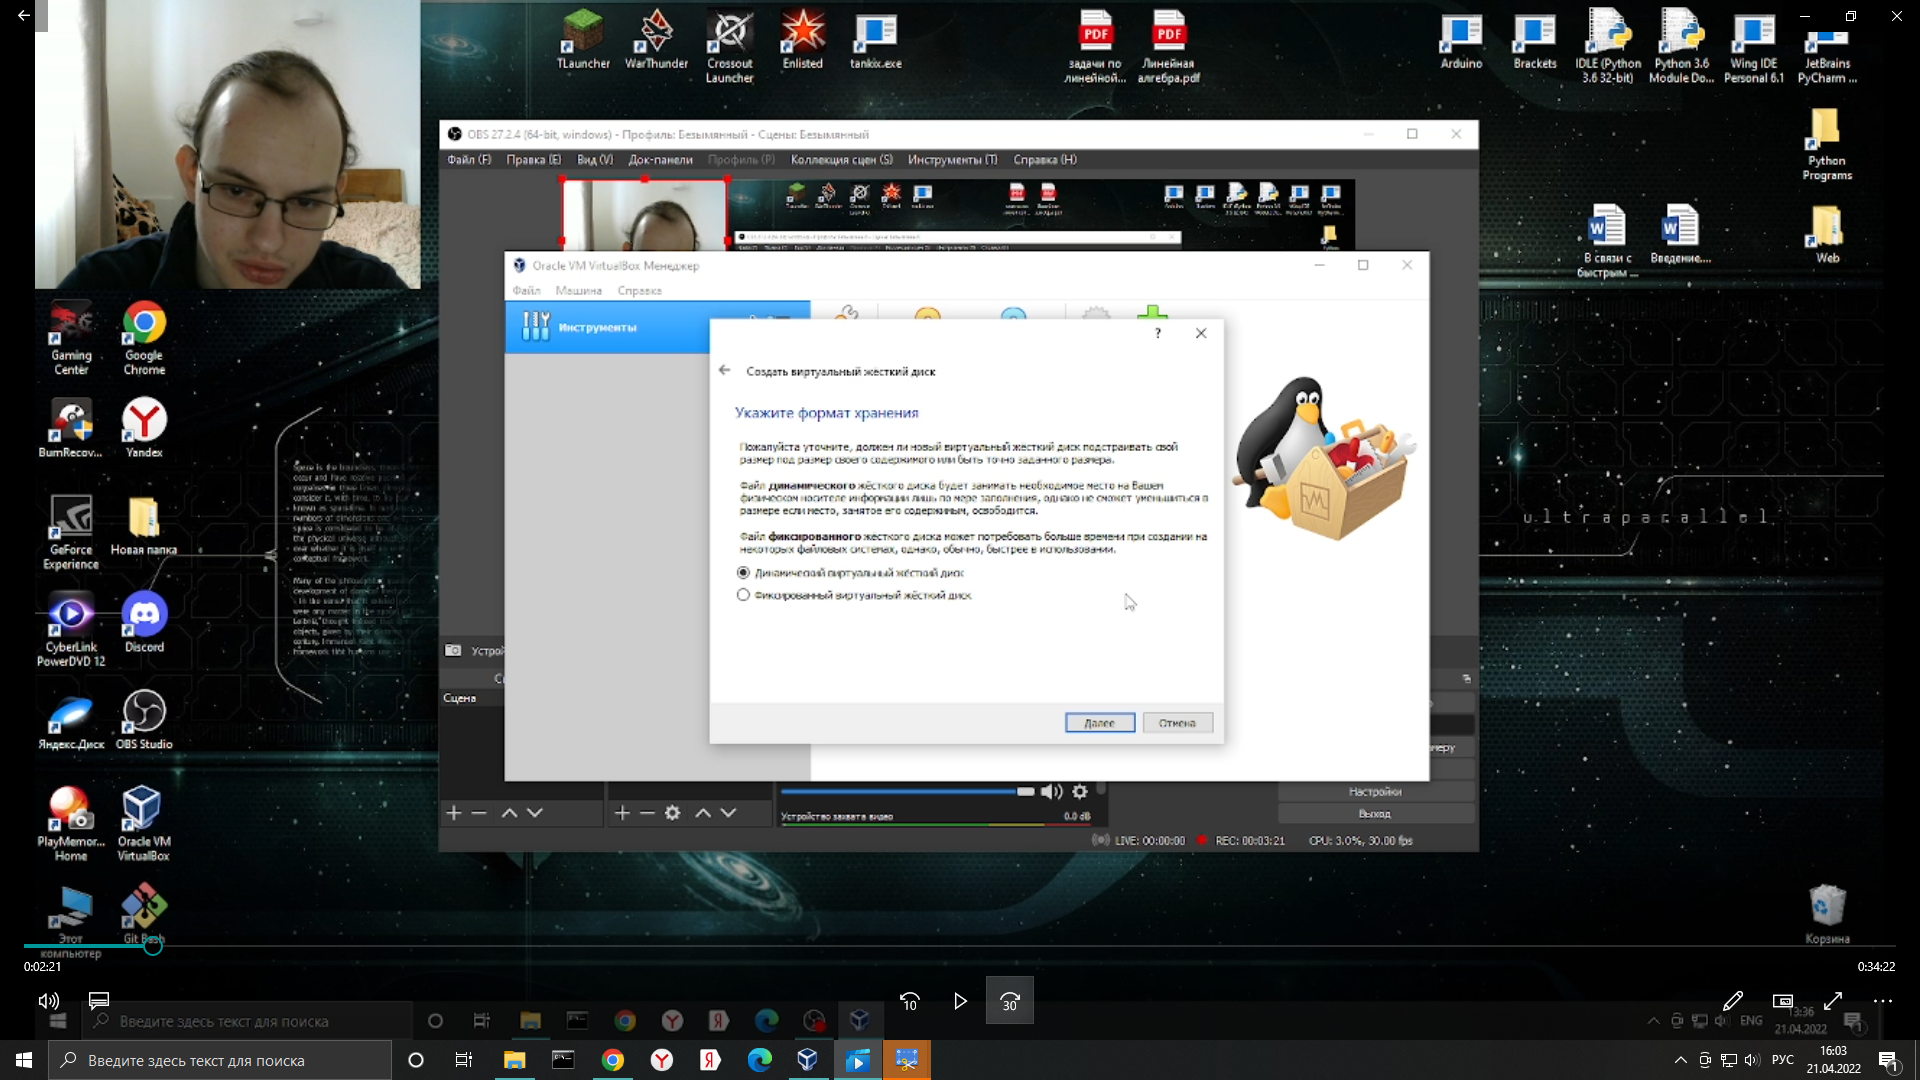 TLauncher
WarThunder
Crossout
Launcher
Enlisted
tankix.exe
PDF
задачи по
линейной...
PDF
Линейная
алгебра.pdf
Arduino
Brackets
IDLE (Python
3.6 32-bit)
Python 3.6
Module Do...
Wing IDE
Personal 6.1
JetBrains
PyCharm ...
Python
Programs
В связи с
быстрым ...
Введение....
Web
OBS 27.2.4 (64-bit, windows) - Профиль: Безымянный - Сцены: Безымянный
Файл (F) Правка (E) Вид (V) Док-панели Профиль (P) Коллекция сцен (S) Инструменты (T) Справка (H)
Oracle VM VirtualBox Менеджер
Файл Машина Справка
Инструменты
?
Создать виртуальный жесткий диск
Укажите формат хранения
Пожалуйста уточните, должен ли новый виртуальный жесткий диск подстраивать свой
размер под размер своего содержимого или быть точно заданного размера.
Файл динамического жёсткого диска будет занимать необходимое место на Вашем
физическом носителе информации лишь по мере заполнения, однако не сможет уменьшиться в
размере если место, занятое его содержимым, освободится.
Файл фиксированного жесткого диска может потребовать больше времени при создании на
некоторых файловых системах, однако, обычно, быстрее в использовании.
Динамический виртуальный жёсткий диск
Фиксированный виртуальный жёсткий диск
Далее
Отмена
Gaming
Center
Google
Chrome
BumRecov...
Yandex
GeForce
Experience
Новая папка
CyberLink
PowerDVD 12
Discord
Яндекс.Диск
OBS Studio
PlayMemor...
Home
Oracle VM
VirtualBox
Этот
компьютер
Git Bash
ultraparallel
Устрой
Сцена
Настройки
Выход
Устройство захвата видео
0.0 dB
LIVE: 00:00:00
REC: 00:03:21
CPU: 3.0%, 30.00 fps
Корзина
0:02:21
0:34:22
10
30
Введите здесь текст для поиска
ENG
13:36
21.04.2022
1
Введите здесь текст для поиска
РУС
16:03
21.04.2022
1